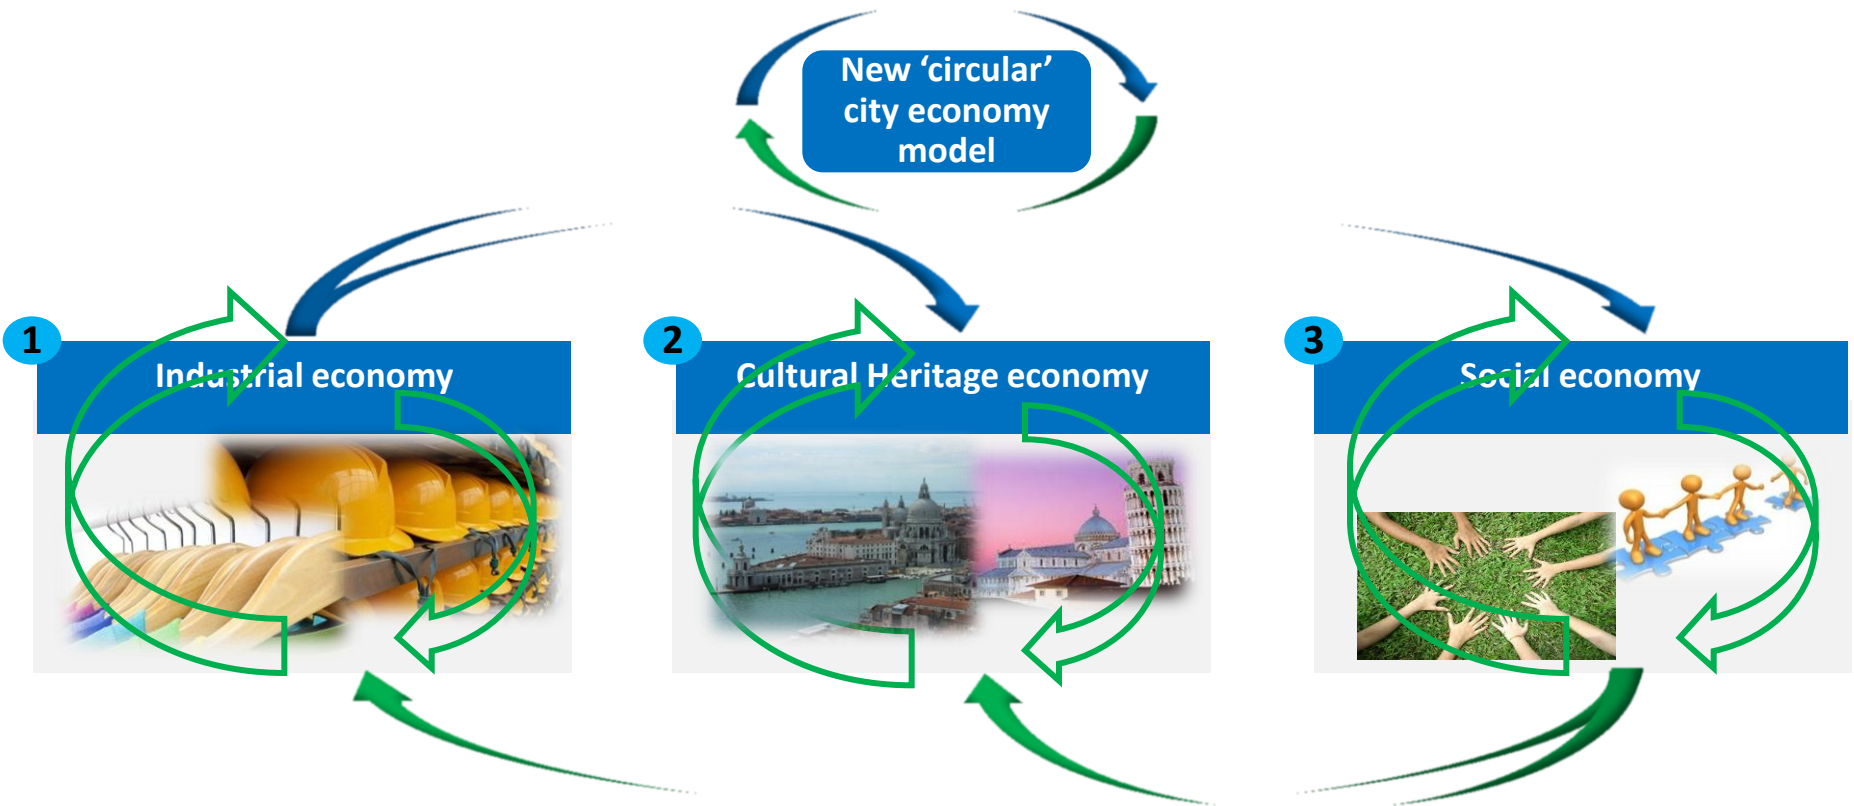 New ‘circular’
city economy
model
1
Industrial economy
2
Cultural Heritage economy
3
Social economy